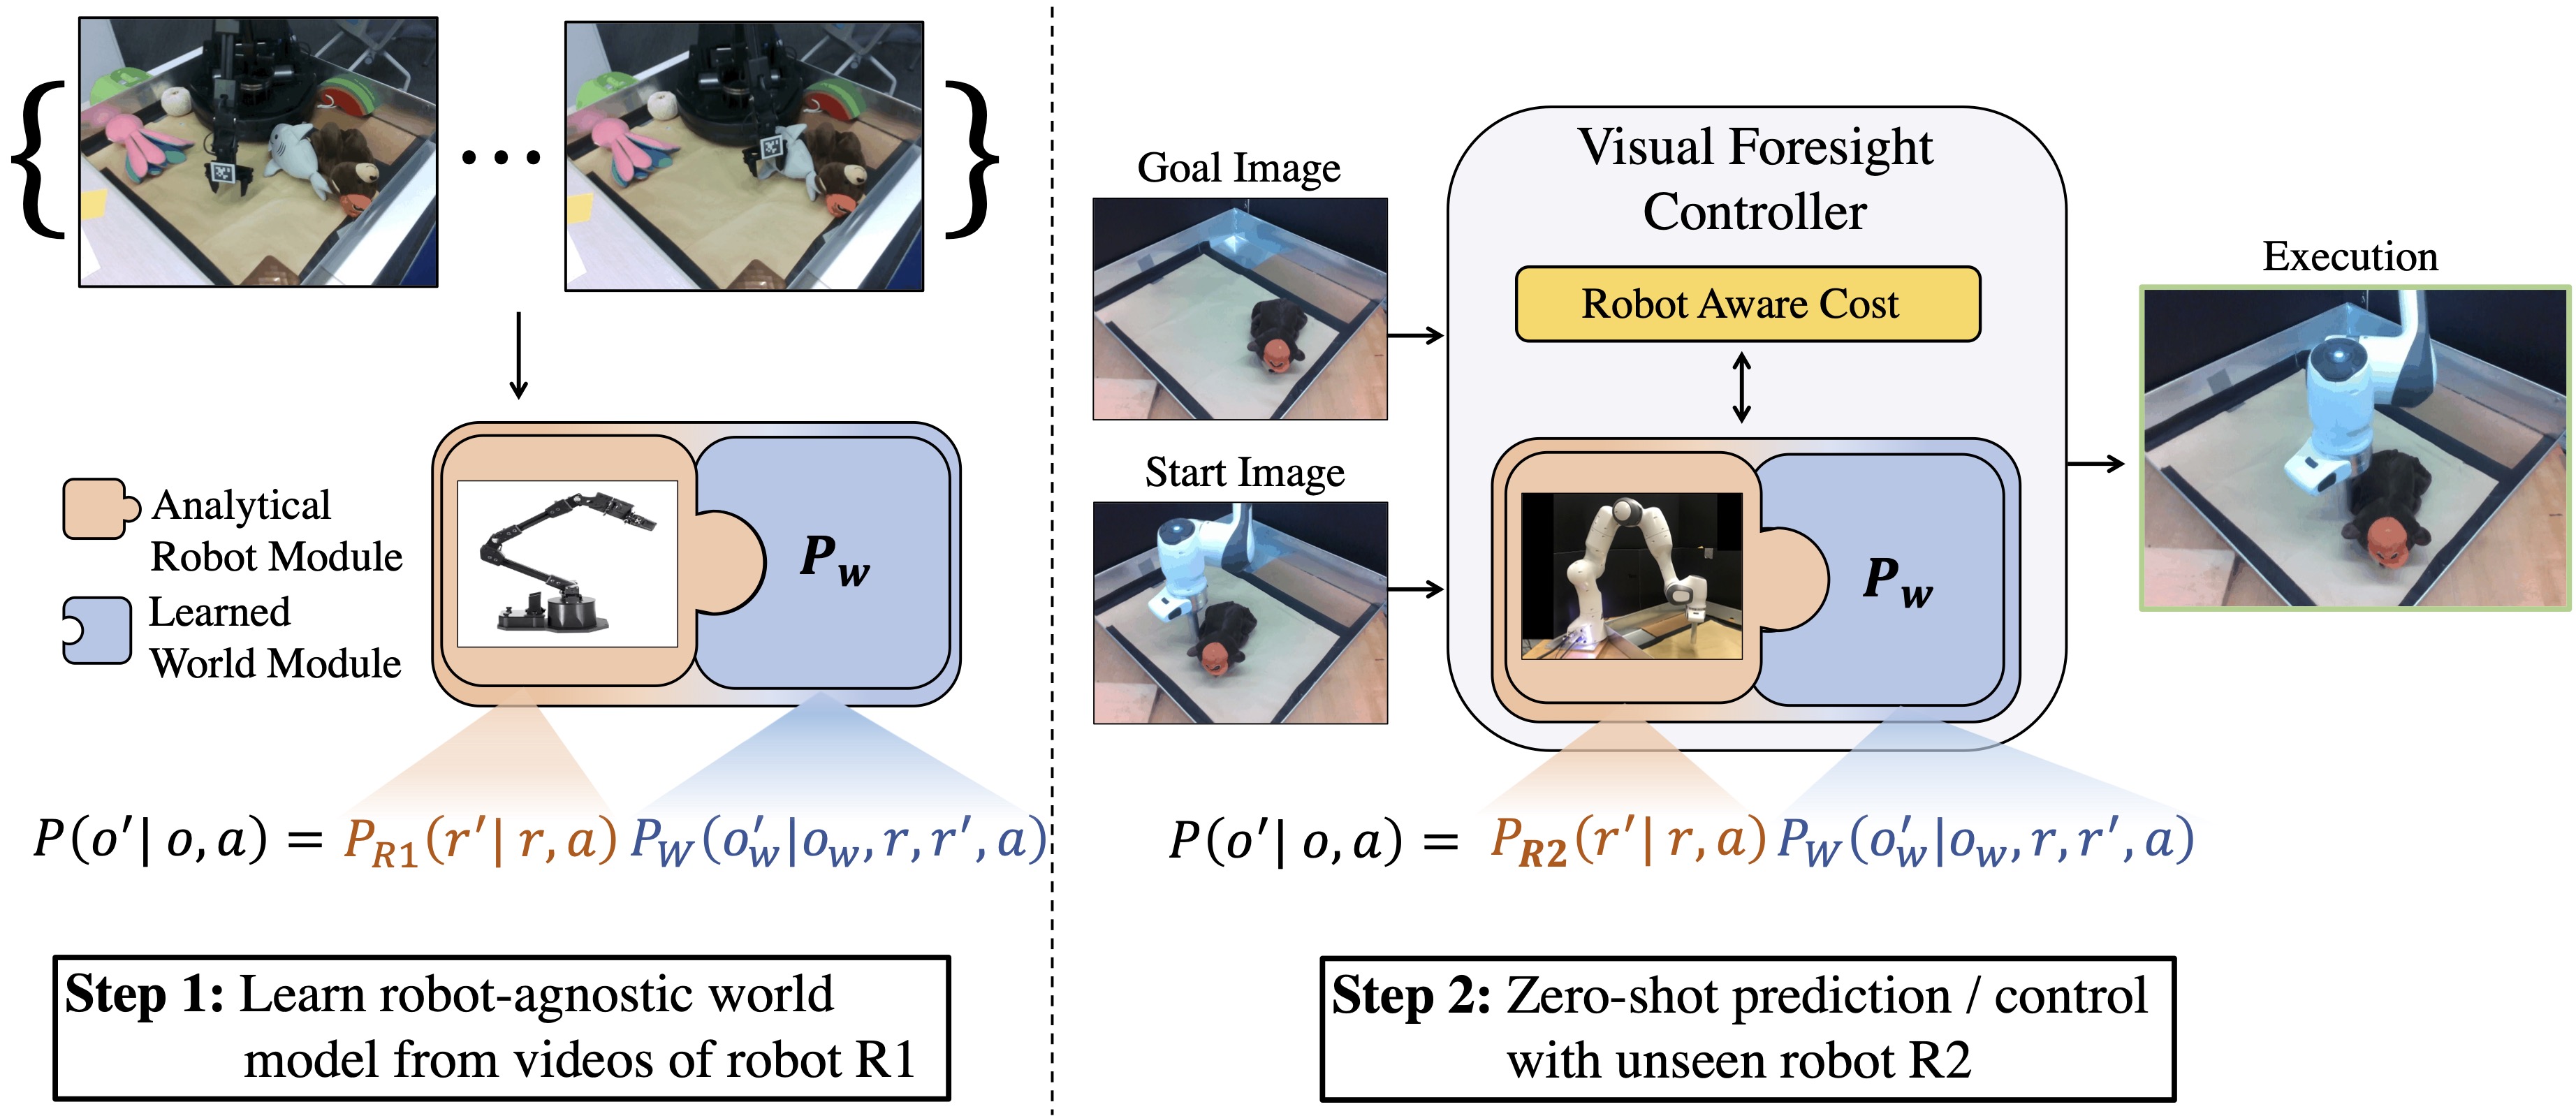 Analytical
Robot Module
Learned
World Module
P_w
P(o′| o, a) = P_{R1}(r′| r, a) P_W(o′_w|o_w, r, r′, a)
Step 1: Learn robot-agnostic world
model from videos of robot R1
Goal Image
Start Image
Visual Foresight
Controller
Robot Aware Cost
P_w
Execution
P(o′| o, a) = P_{R2}(r′| r, a) P_W(o′_w|o_w, r, r′, a)
Step 2: Zero-shot prediction / control
with unseen robot R2